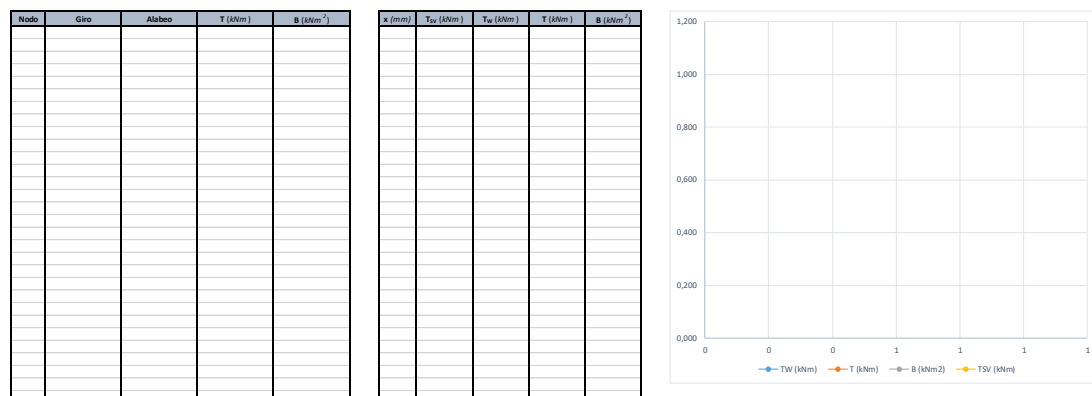 Nodo Giro Alabeo T (kNm) B (kNm²)
x (mm) Tsv (kNm) Tw (kNm) T (kNm) B (kNm²)
1,200
1,000
0,800
0,600
0,400
0,200
0,000
0 0 0 1 1 1 1
TW (kNm) T (kNm) B (kNm2) TSV (kNm)